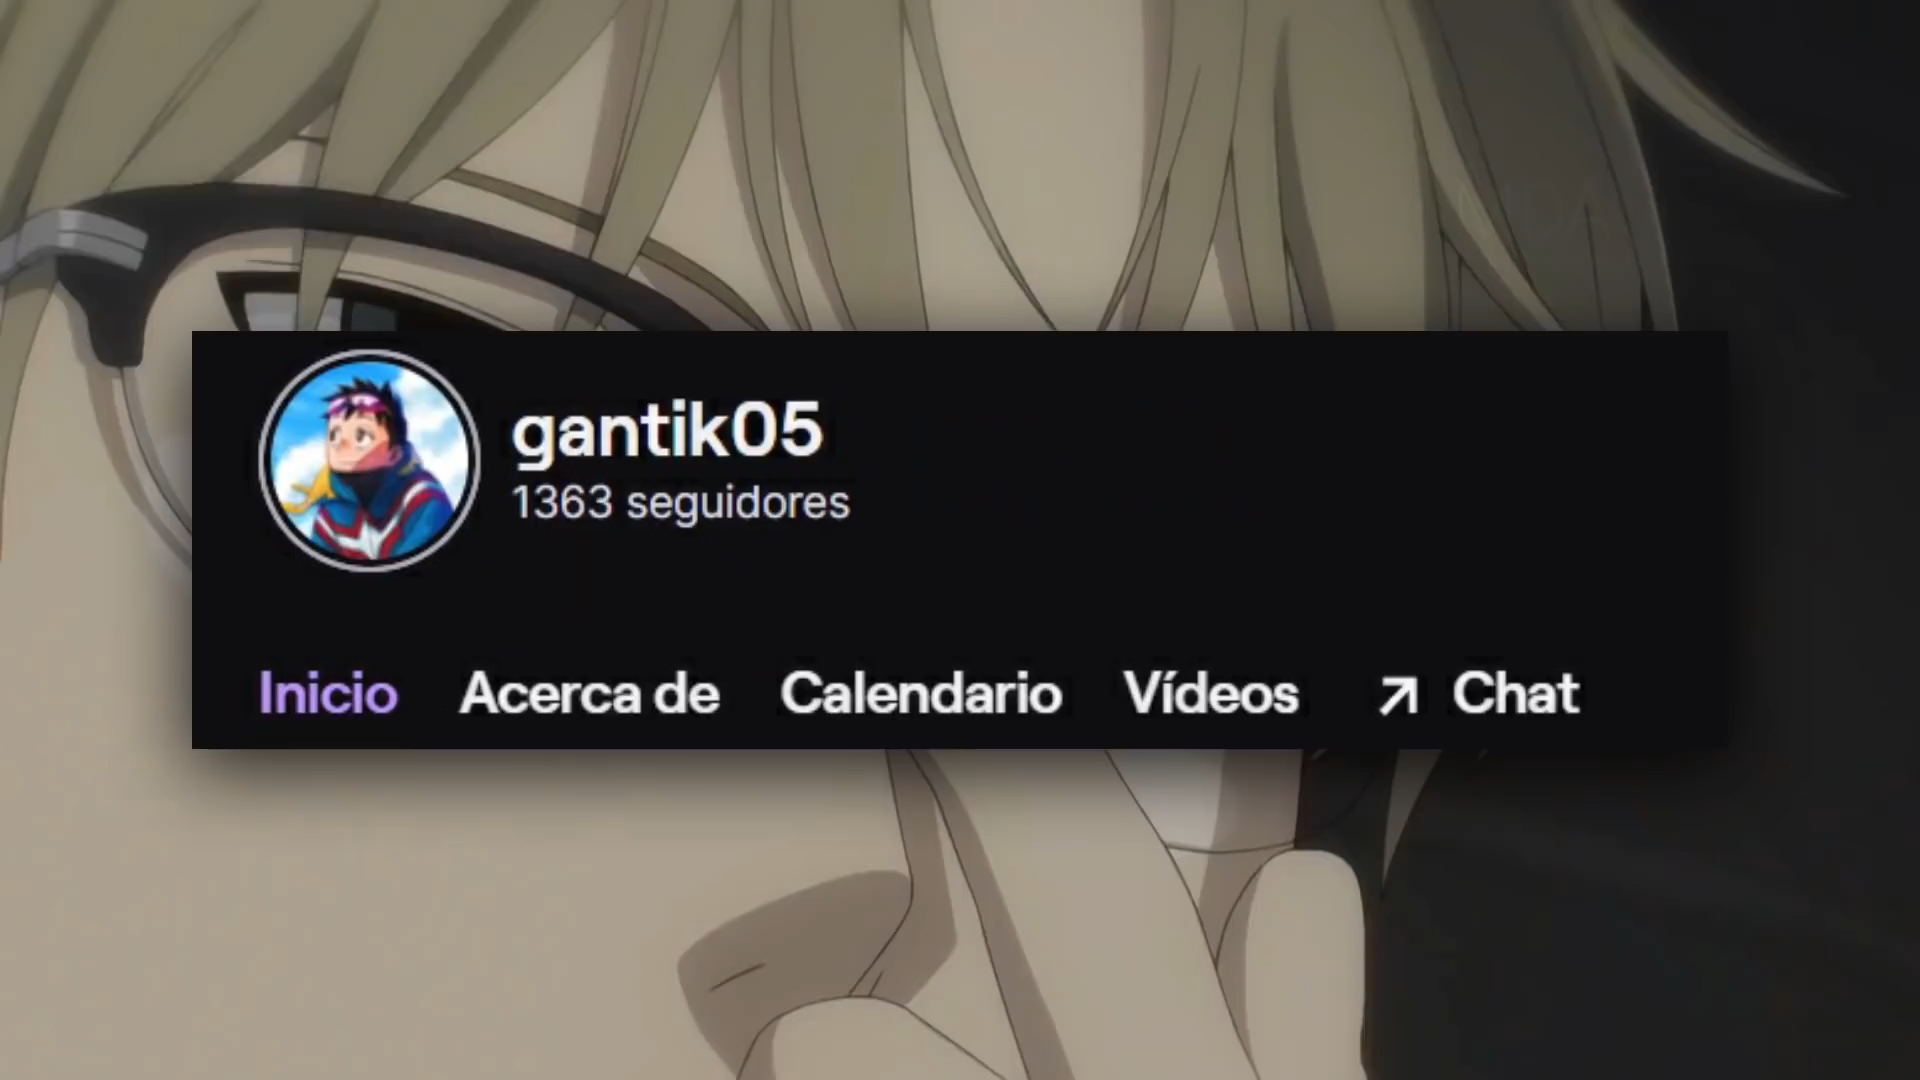 gantik05
1363 seguidores
Inicio Acerca de Calendario Vídeos Chat